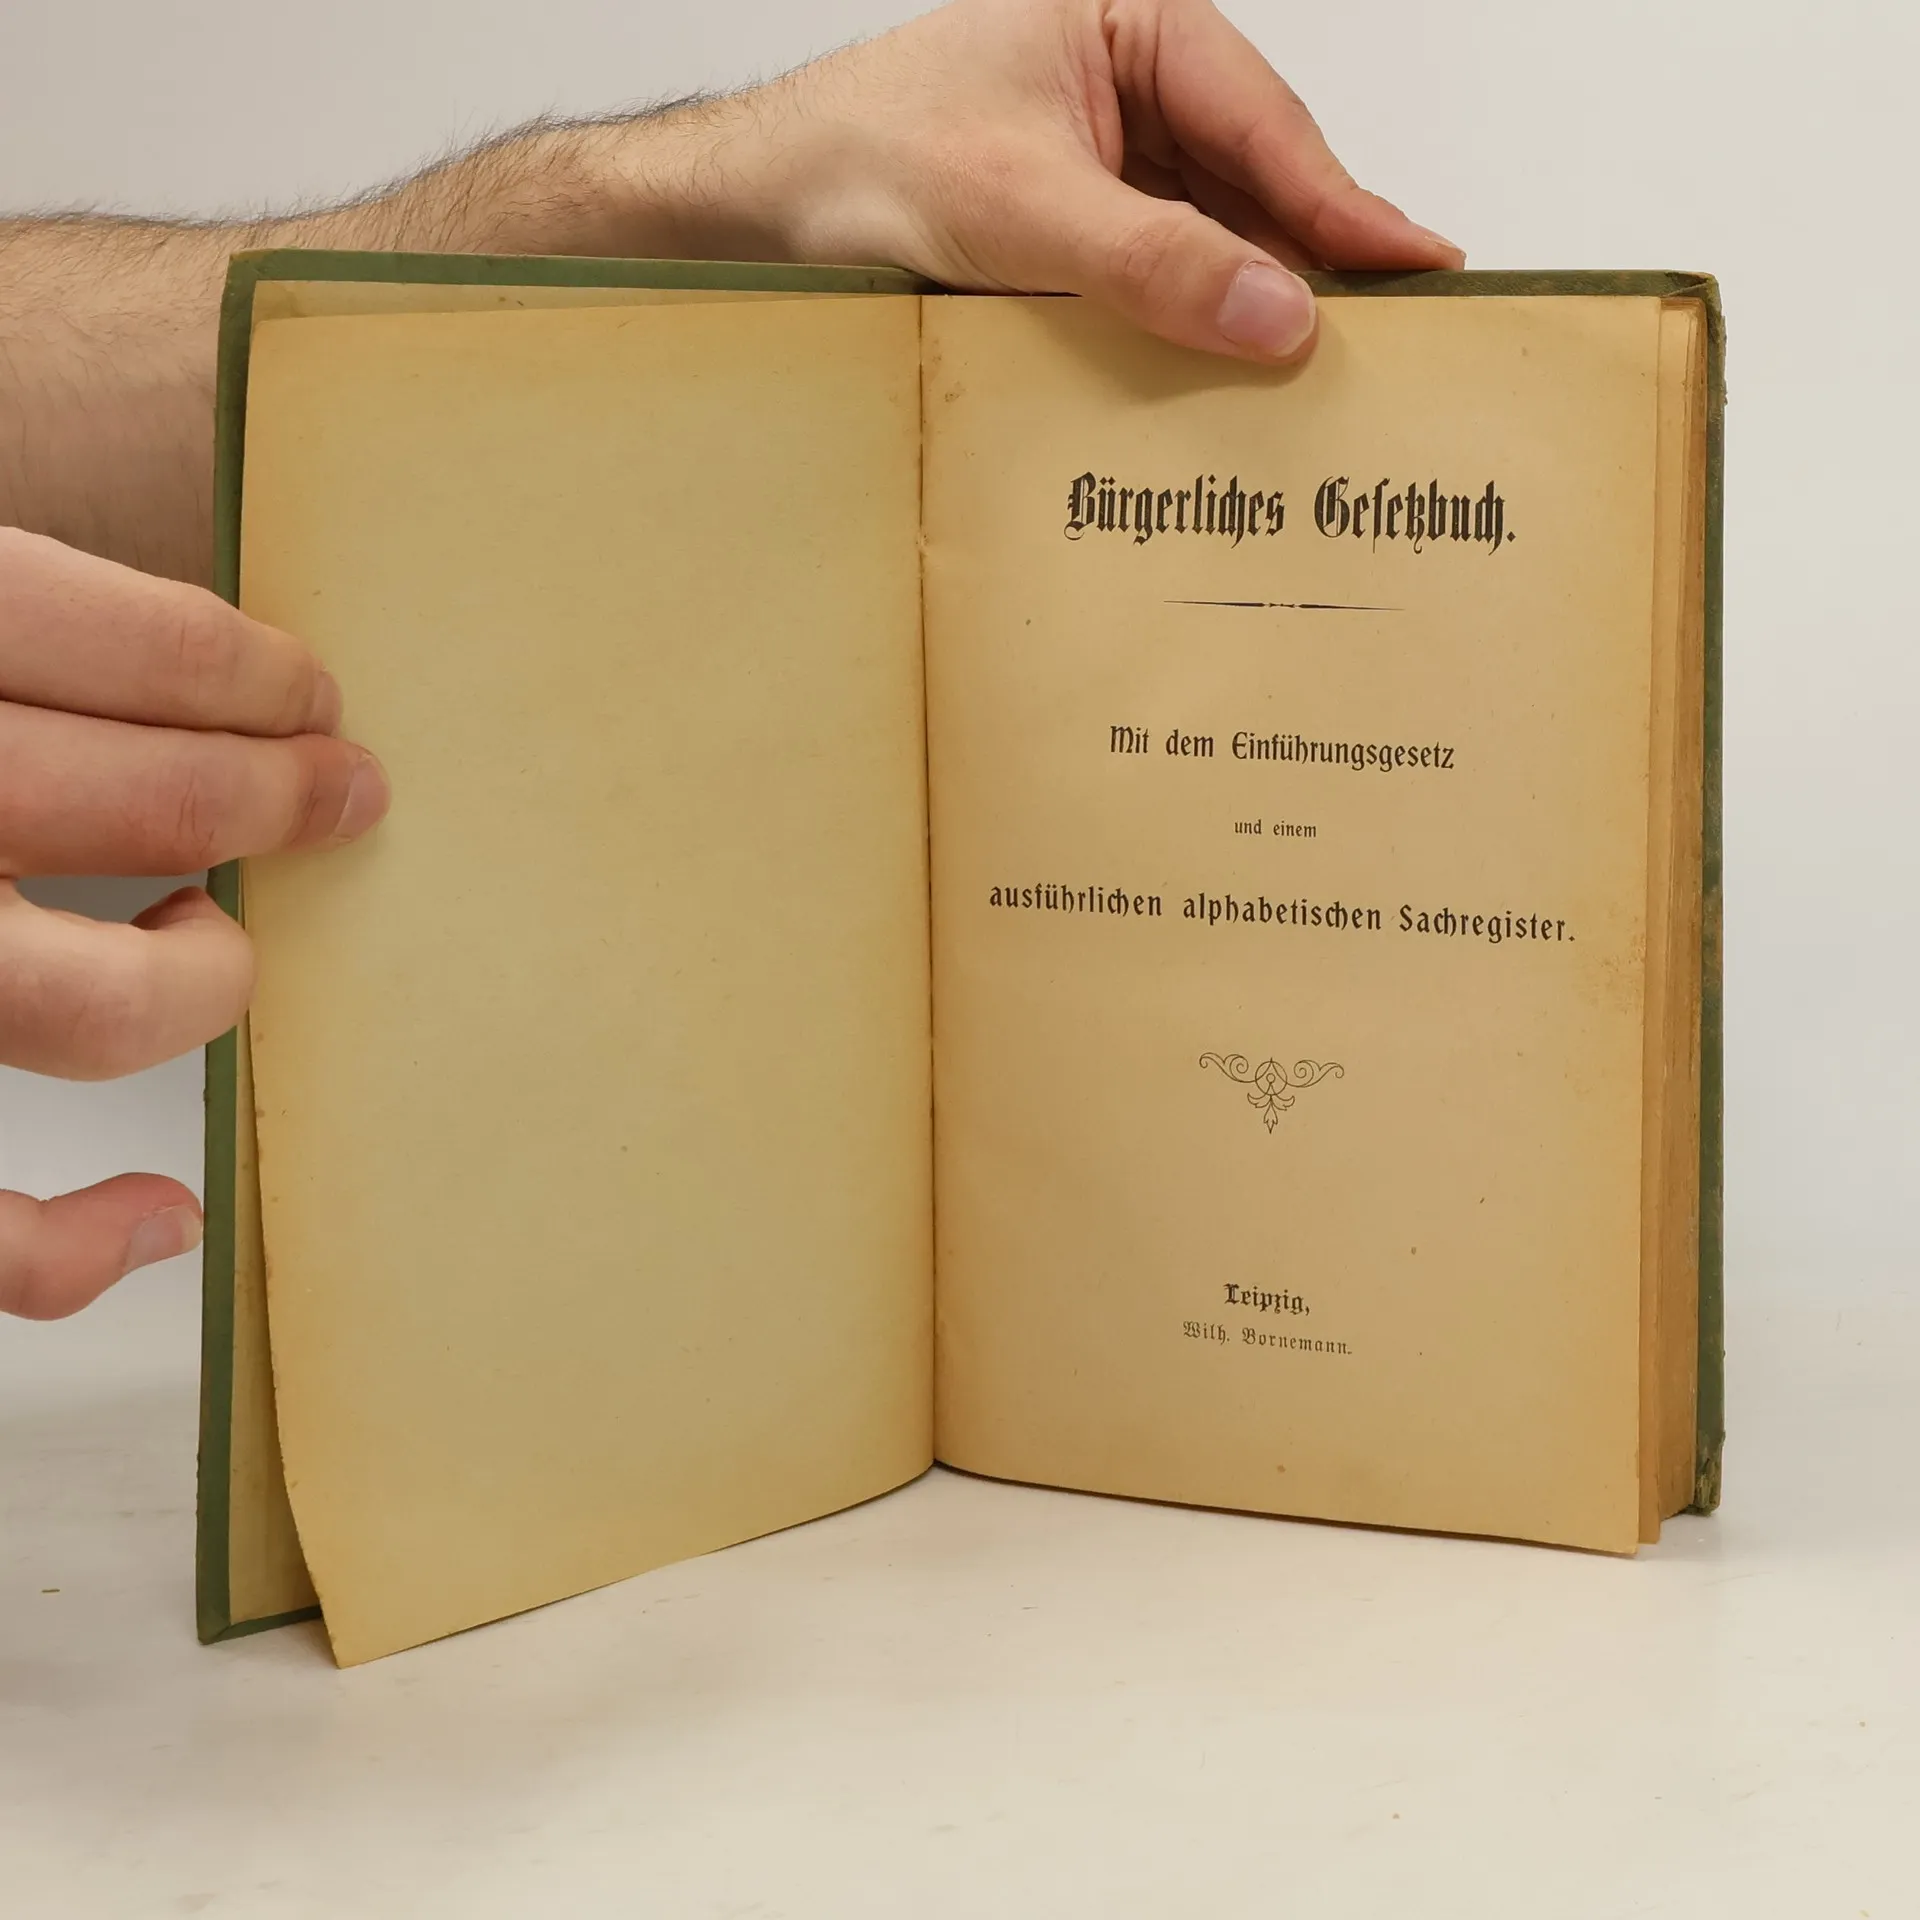 Bürgerliches Geſetzbuch.
Mit dem Einführungsgesetz
und einem
ausführlichen alphabetischen Sachregister.
Leipzig,
Wilh. Bornemann.